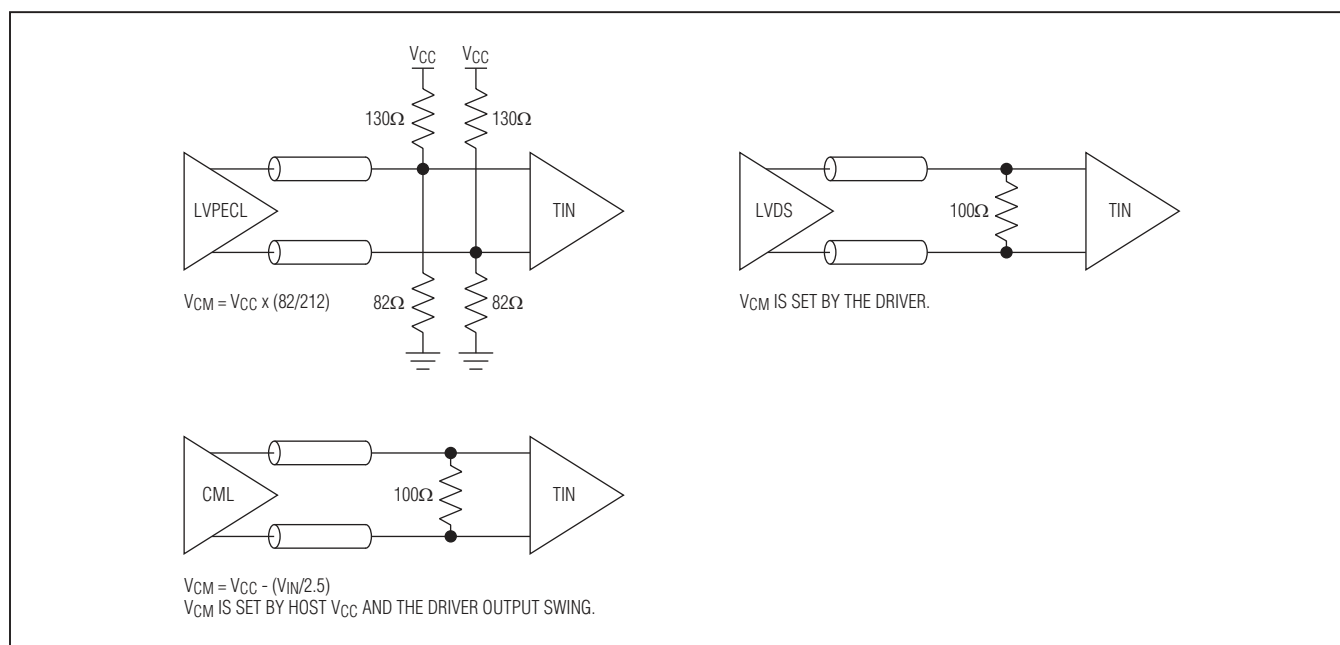 VCC VCC
130Ω 130Ω
LVPECL TIN
82Ω 82Ω
VCM = VCC x (82/212)
LVDS 100Ω TIN
VCM IS SET BY THE DRIVER.
CML 100Ω TIN
VCM = VCC - (VIN/2.5)
VCM IS SET BY HOST VCC AND THE DRIVER OUTPUT SWING.